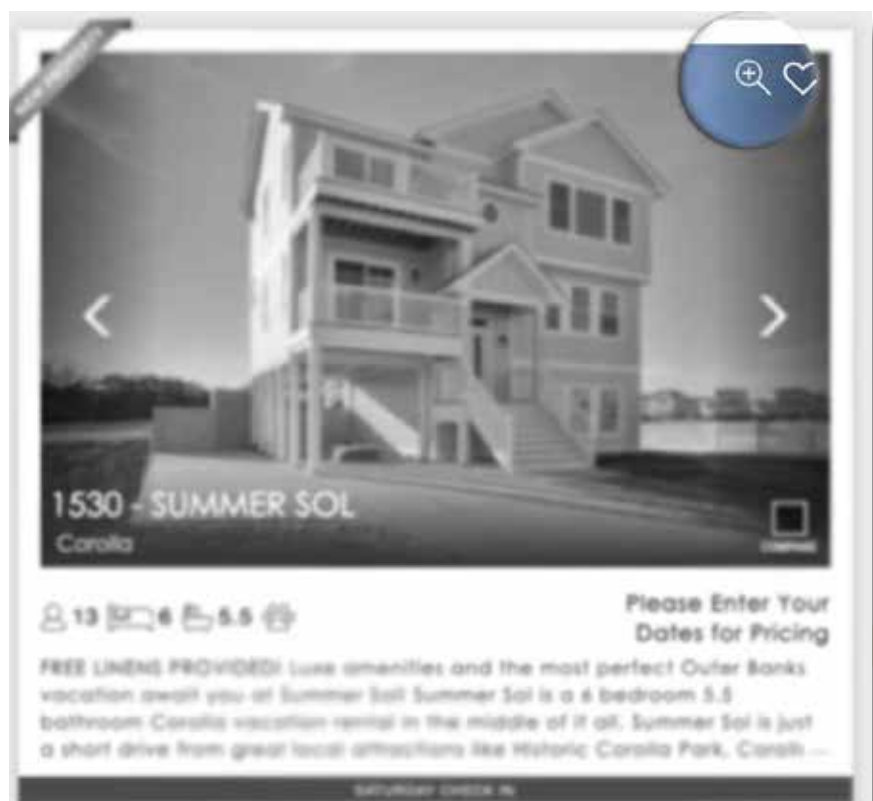 1530 - SUMMER SOL
Corolla
COMPARE
13 6 5.5
Please Enter Your
Dates for Pricing
FREE LINENS PROVIDED! Luxe amenities and the most perfect Outer Banks
vacation await you at Summer Sol! Summer Sol is a 6 bedroom 5.5
bathroom Corolla vacation rental in the middle of it all. Summer Sol is just
a short drive from great local attractions like Historic Corolla Park, Corolla ...
SATURDAY CHECK IN